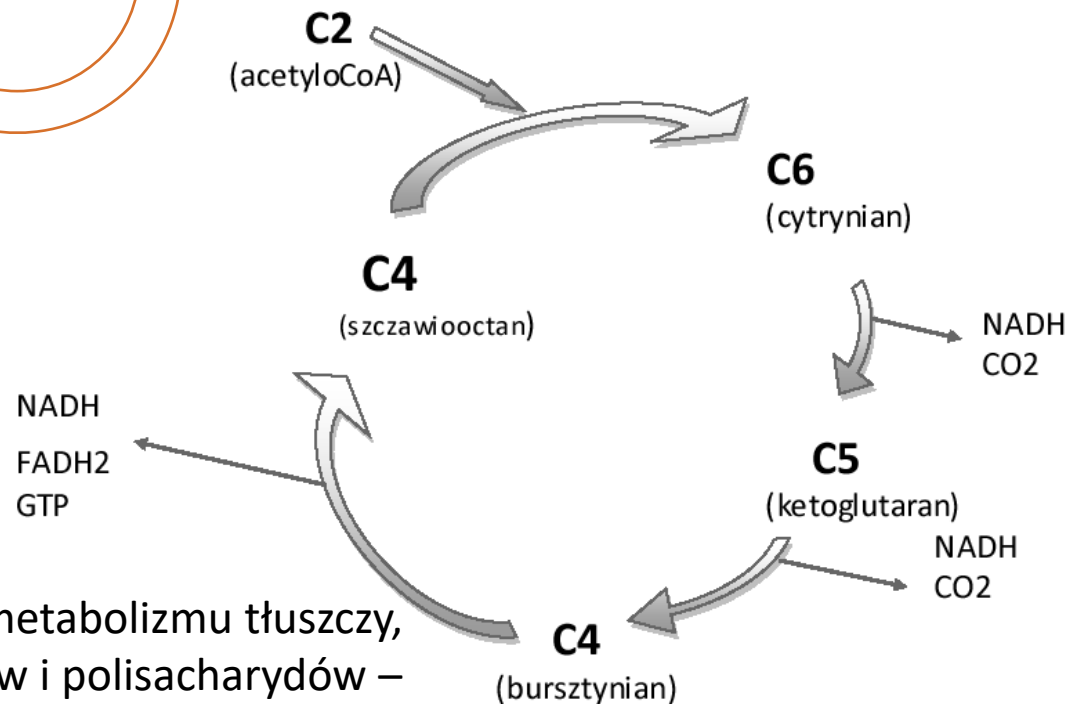 C2
(acetyloCoA)
C6
(cytrynian)
C4
(szczawiooctan)
NADH
CO2
NADH
FADH2
GTP
C5
(ketoglutaran)
NADH
CO2
metabolizmu tłuszczy,
w i polisacharydów –
C4
(bursztynian)